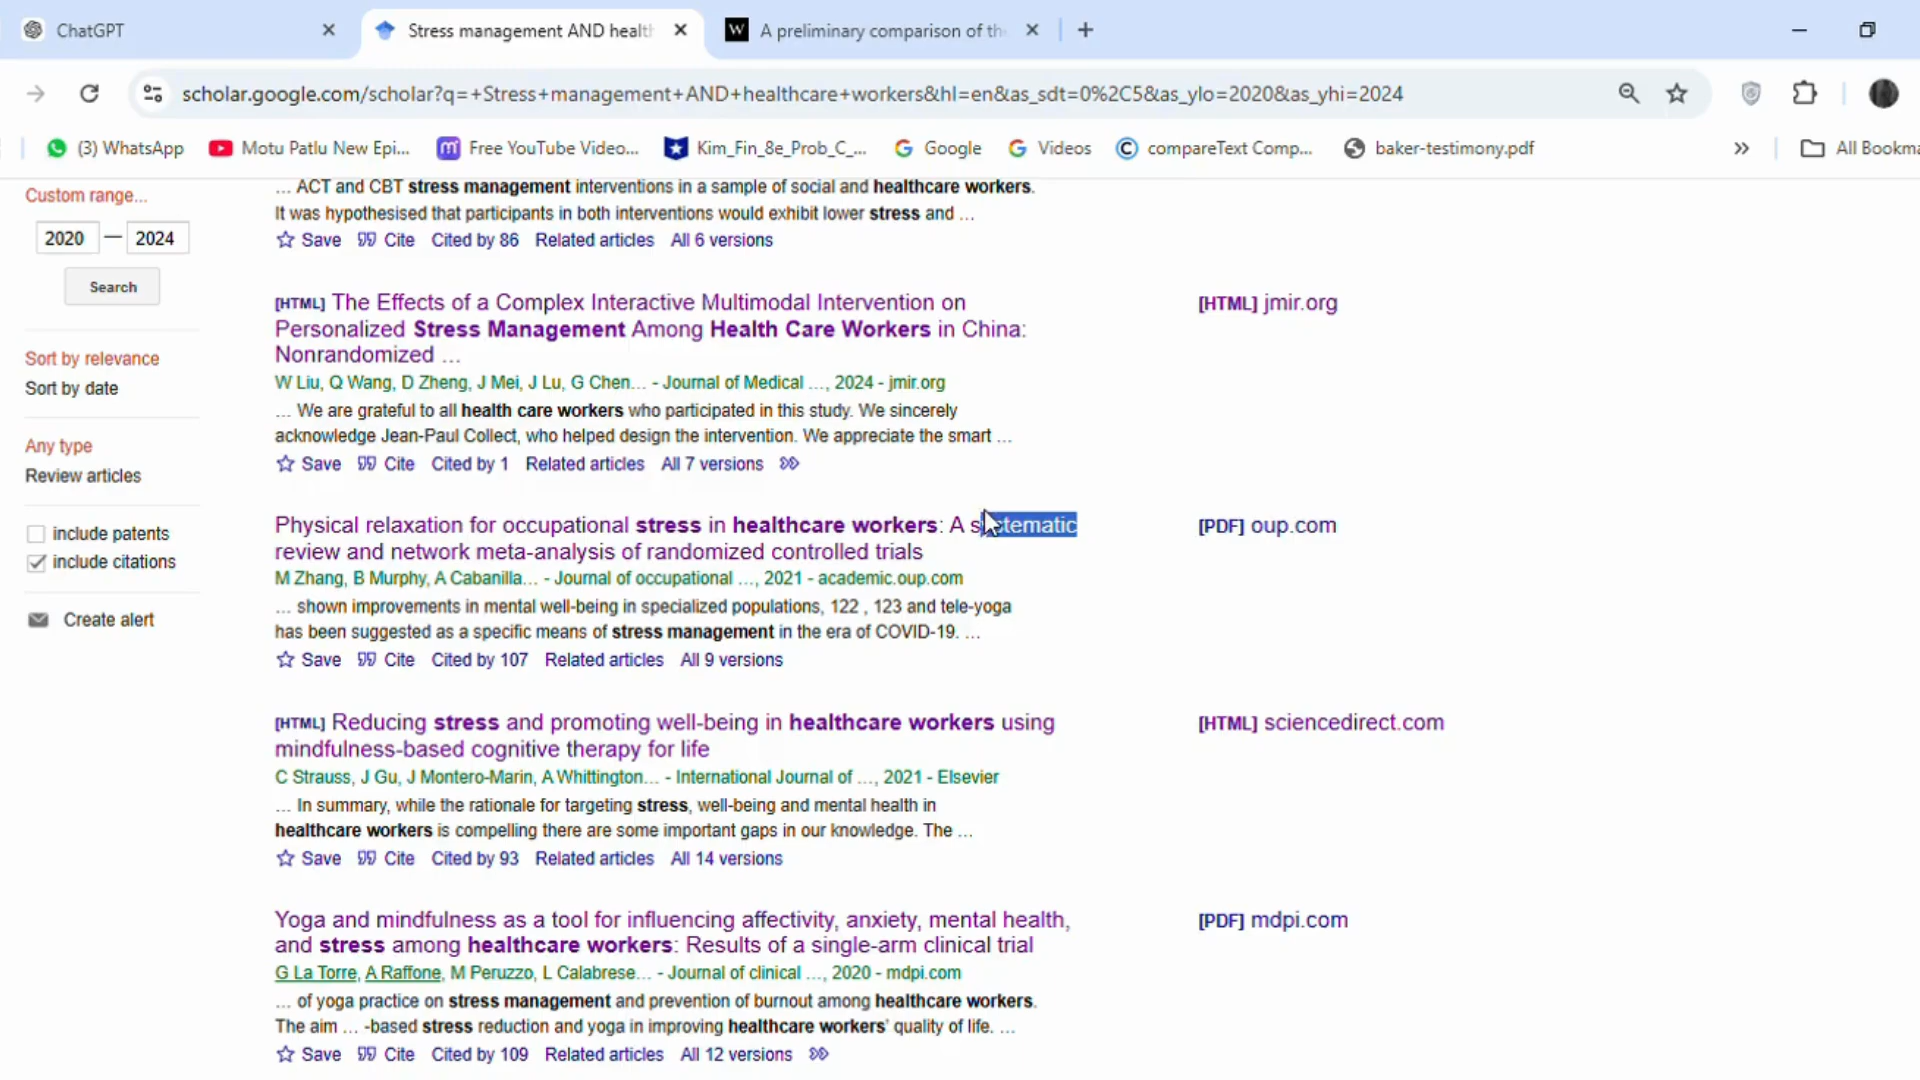 ChatGPT
Stress management AND healt
A preliminary comparison of th
scholar.google.com/scholar?q=+Stress+management+AND+healthcare+workers&hl=en&as_sdt=0%2C5&as_ylo=2020&as_yhi=2024
(3) WhatsApp
Motu Patlu New Epi...
Free YouTube Video...
Kim_Fin_8e_Prob_C_...
Google
Videos
compareText Comp...
baker-testimony.pdf
All Bookma
Custom range...
2020 — 2024
Search
Sort by relevance
Sort by date
Any type
Review articles
include patents
include citations
Create alert
... ACT and CBT stress management interventions in a sample of social and healthcare workers.
It was hypothesised that participants in both interventions would exhibit lower stress and ...
Save Cite Cited by 86 Related articles All 6 versions
[HTML] The Effects of a Complex Interactive Multimodal Intervention on
Personalized Stress Management Among Health Care Workers in China:
Nonrandomized ...
W Liu, Q Wang, D Zheng, J Mei, J Lu, G Chen... - Journal of Medical ..., 2024 - jmir.org
... We are grateful to all health care workers who participated in this study. We sincerely
acknowledge Jean-Paul Collect, who helped design the intervention. We appreciate the smart ...
Save Cite Cited by 1 Related articles All 7 versions
[HTML] jmir.org
Physical relaxation for occupational stress in healthcare workers: A systematic
review and network meta-analysis of randomized controlled trials
M Zhang, B Murphy, A Cabanilla... - Journal of occupational ..., 2021 - academic.oup.com
... shown improvements in mental well-being in specialized populations, 122 , 123 and tele-yoga
has been suggested as a specific means of stress management in the era of COVID-19. ...
Save Cite Cited by 107 Related articles All 9 versions
[PDF] oup.com
[HTML] Reducing stress and promoting well-being in healthcare workers using
mindfulness-based cognitive therapy for life
C Strauss, J Gu, J Montero-Marin, A Whittington... - International Journal of ..., 2021 - Elsevier
... In summary, while the rationale for targeting stress, well-being and mental health in
healthcare workers is compelling there are some important gaps in our knowledge. The ...
Save Cite Cited by 93 Related articles All 14 versions
[HTML] sciencedirect.com
Yoga and mindfulness as a tool for influencing affectivity, anxiety, mental health,
and stress among healthcare workers: Results of a single-arm clinical trial
G La Torre, A Raffone, M Peruzzo, L Calabrese... - Journal of clinical ..., 2020 - mdpi.com
... of yoga practice on stress management and prevention of burnout among healthcare workers.
The aim ... -based stress reduction and yoga in improving healthcare workers' quality of life. ...
Save Cite Cited by 109 Related articles All 12 versions
[PDF] mdpi.com